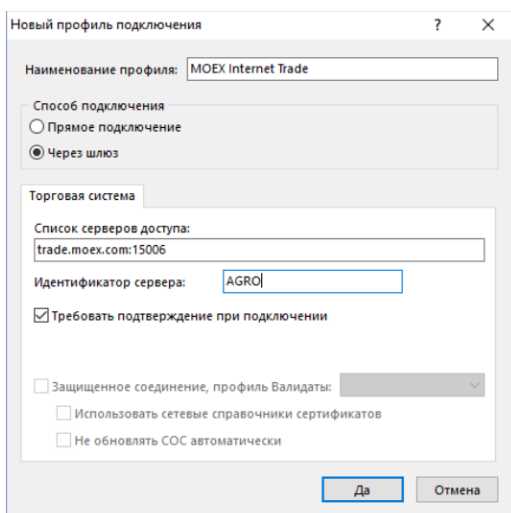 Новый профиль подключения ? ×
Наименование профиля: MOEX Internet Trade
Способ подключения
Прямое подключение
Через шлюз
Торговая система
Список серверов доступа:
trade.moex.com:15006
Идентификатор сервера: AGRO
Требовать подтверждение при подключении
Защищенное соединение, профиль Валидаты:
Использовать сетевые справочники сертификатов
Не обновлять СОС автоматически
Да Отмена